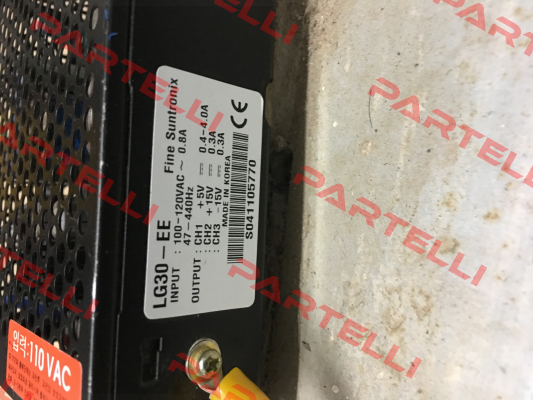 LG30-EE Fine Suntronix
INPUT : 100-120VAC ~ 0.8A
47-440Hz
OUTPUT : CH1 +5V ⎓ 0.4-4.0A
CH2 +15V ⎓ 0.3A
CH3 -15V ⎓ 0.3A
MADE IN KOREA
S041105770
CE
입력:110 VAC
PARTELLI
PARTELLI
PARTELLI
PARTELLI
PARTELLI
PARTELLI